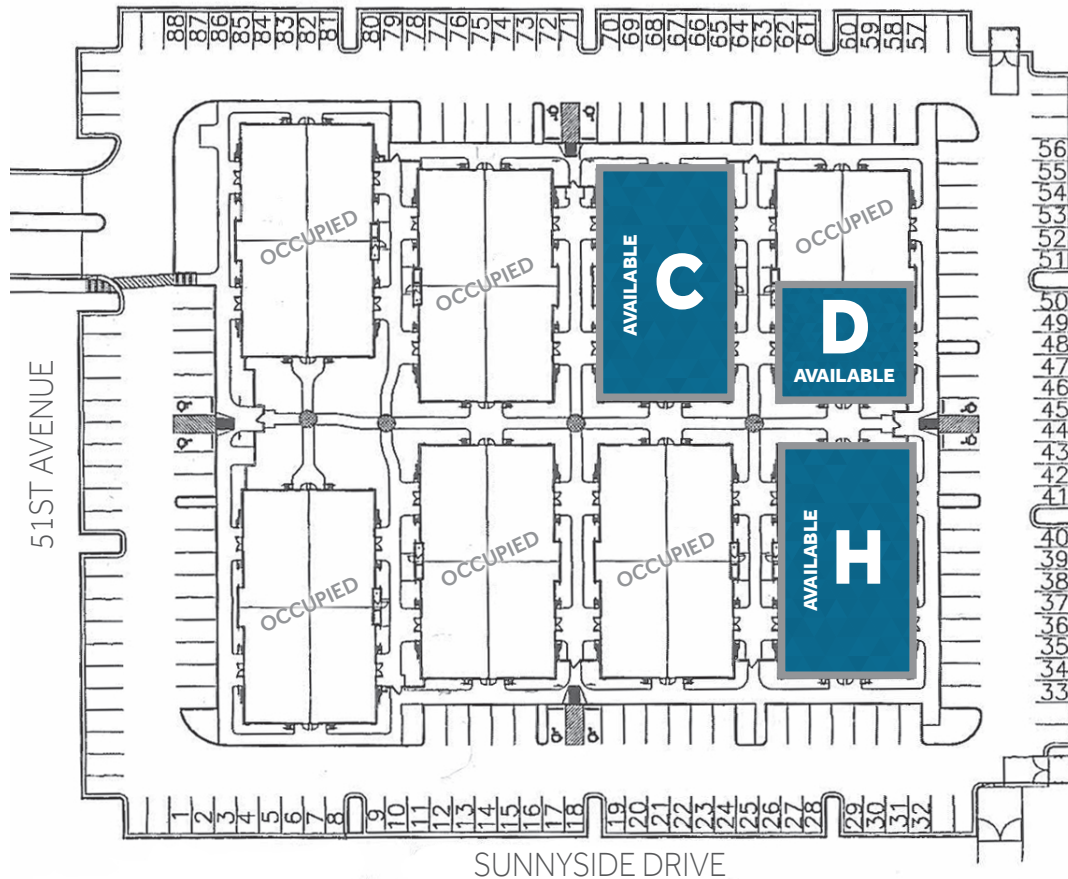 88 87 86 85 84 83 82 81 80 79 78 77 76 75 74 73 72 71 70 69 68 67 66 65 64 63 62 61 60 59 58 57
56
55
54
53
52
51
50
49
48
47
46
45
44
43
42
41
40
39
38
37
36
35
34
33
OCCUPIED
OCCUPIED
AVAILABLE
C
OCCUPIED
D
AVAILABLE
51ST AVENUE
OCCUPIED
OCCUPIED
OCCUPIED
AVAILABLE
H
1 2 3 4 5 6 7 8 9 10 11 12 13 14 15 16 17 18 19 20 21 22 23 24 25 26 27 28 29 30 31 32
SUNNYSIDE DRIVE